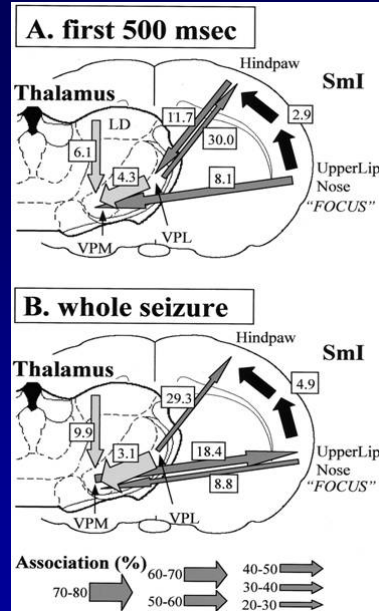 A. first 500 msec
Hindpaw
Thalamus
SmI
LD
11.7
2.9
6.1
30.0
4.3
8.1
UpperLip
Nose
"FOCUS"
VPM
VPL
B. whole seizure
Hindpaw
Thalamus
SmI
4.9
29.3
9.9
3.1
18.4
UpperLip
Nose
8.8
"FOCUS"
VPM
VPL
Association (%)
70-80
60-70
50-60
40-50
30-40
20-30